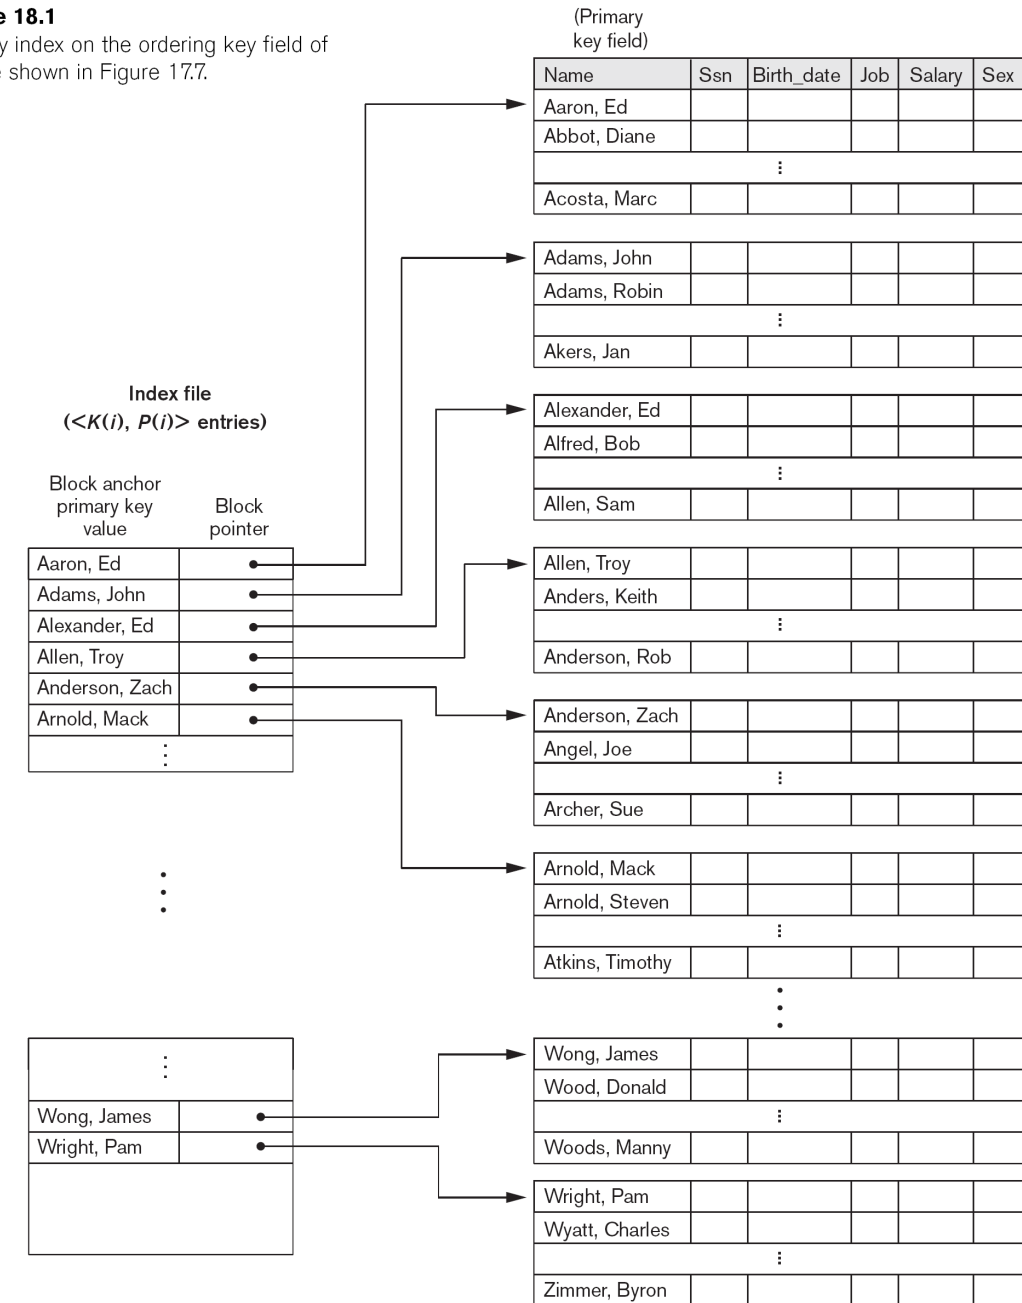 18.1
index on the ordering key field of
shown in Figure 17.7.
(Primary
key field)
Name Ssn Birth_date Job Salary Sex
Aaron, Ed
Abbot, Diane
Acosta, Marc
Adams, John
Adams, Robin
Akers, Jan
Alexander, Ed
Alfred, Bob
Allen, Sam
Allen, Troy
Anders, Keith
Anderson, Rob
Anderson, Zach
Angel, Joe
Archer, Sue
Arnold, Mack
Arnold, Steven
Atkins, Timothy
Wong, James
Wood, Donald
Woods, Manny
Wright, Pam
Wyatt, Charles
Zimmer, Byron
Index file
(<K(i), P(i)> entries)
Block anchor
primary key
value
Block
pointer
Aaron, Ed
Adams, John
Alexander, Ed
Allen, Troy
Anderson, Zach
Arnold, Mack
Wong, James
Wright, Pam